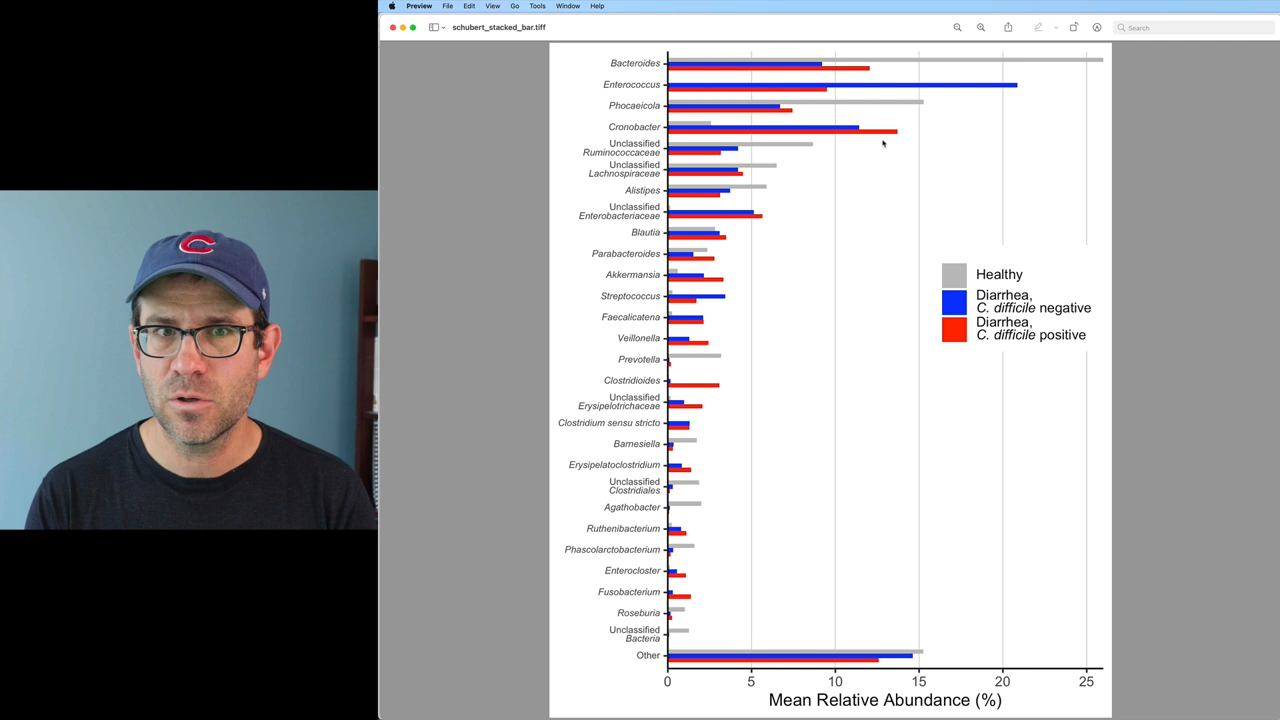 Preview File Edit View Go Tools Window Help
schubert_stacked_bar.tiff
Search
C
Bacteroides
Enterococcus
Phocaeicola
Cronobacter
Unclassified
Ruminococcaceae
Unclassified
Lachnospiraceae
Alistipes
Unclassified
Enterobacteriaceae
Blautia
Parabacteroides
Akkermansia
Streptococcus
Faecalicatena
Veillonella
Prevotella
Clostridioides
Unclassified
Erysipelotrichaceae
Clostridium sensu stricto
Barnesiella
Erysipelatoclostridium
Unclassified
Clostridiales
Agathobacter
Ruthenibacterium
Phascolarctobacterium
Enterocloster
Fusobacterium
Roseburia
Unclassified
Bacteria
Other
Healthy
Diarrhea,
C. difficile negative
Diarrhea,
C. difficile positive
0 5 10 15 20 25
Mean Relative Abundance (%)